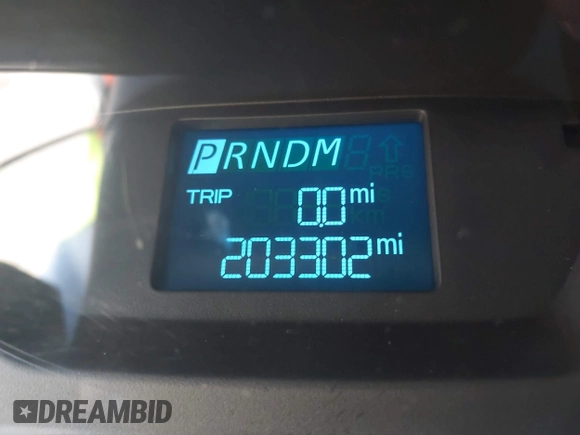 PRNDM
TRIP 0.0 mi
203302 mi
DREAMBID